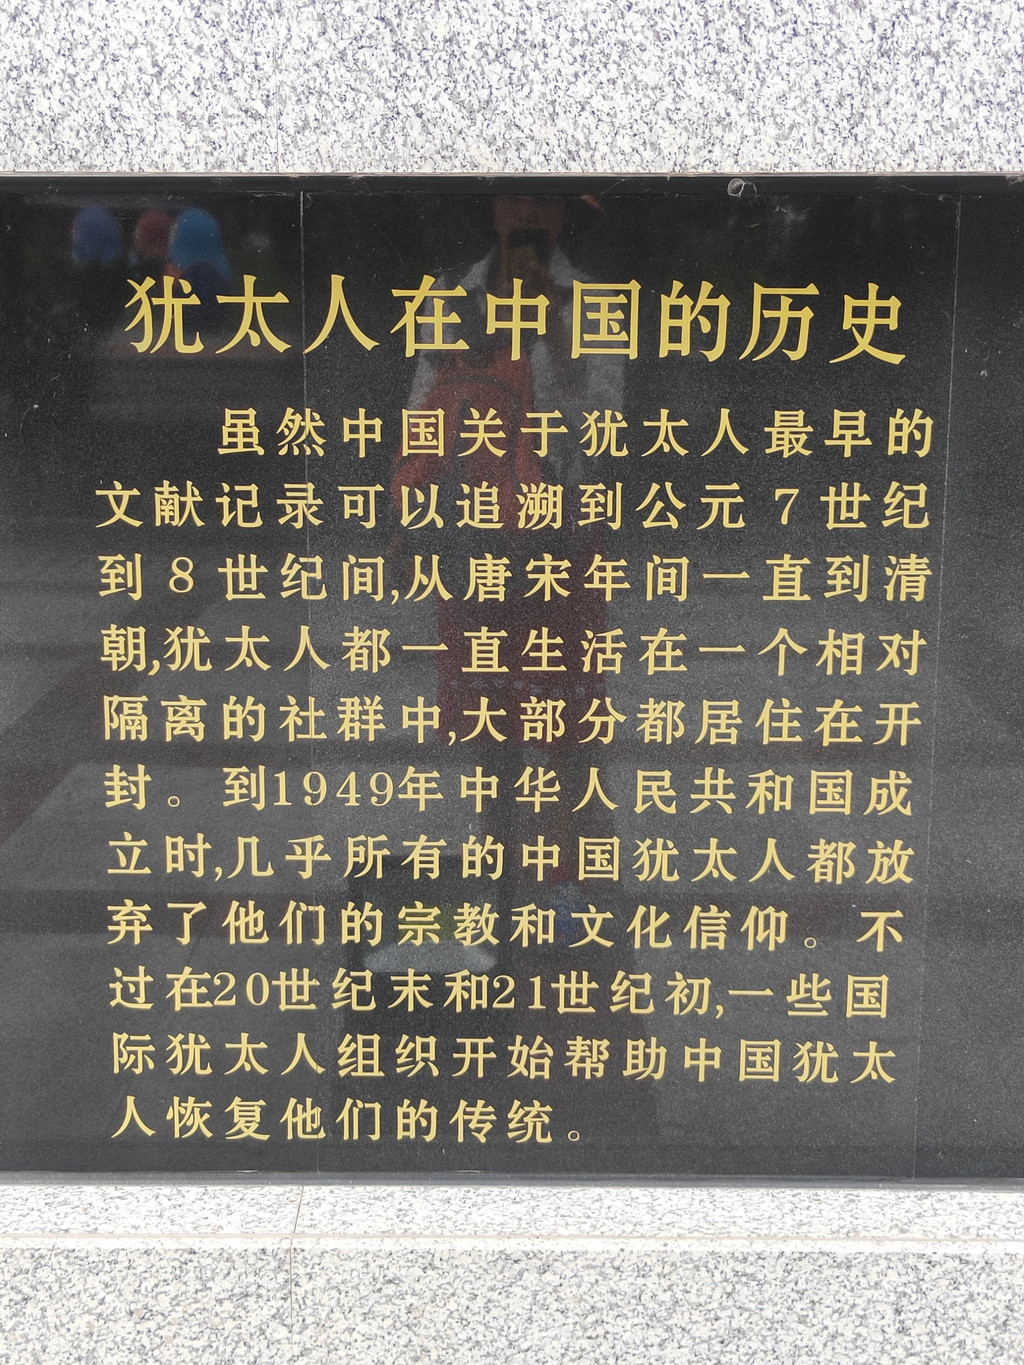 犹太人在中国的历史
虽然中国关于犹太人最早的
文献记录可以追溯到公元7世纪
到8世纪间,从唐宋年间一直到清
朝,犹太人都一直生活在一个相对
隔离的社群中,大部分都居住在开
封。到1949年中华人民共和国成
立时,几乎所有的中国犹太人都放
弃了他们的宗教和文化信仰。不
过在20世纪末和21世纪初,一些国
际犹太人组织开始帮助中国犹太
人恢复他们的传统。